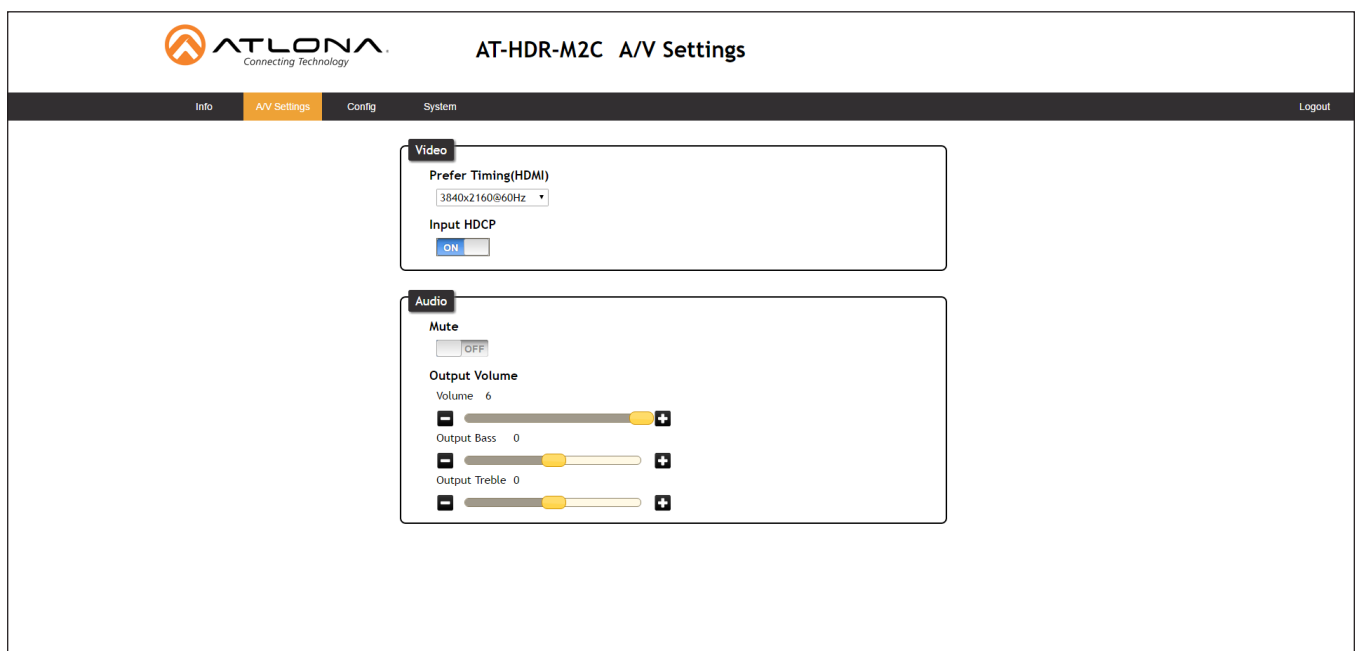 ATLONA.
Connecting Technology
AT-HDR-M2C A/V Settings
Info A/V Settings Config System Logout
Video
Prefer Timing(HDMI)
3840x2160@60Hz
Input HDCP
ON
Audio
Mute
OFF
Output Volume
Volume 6
Output Bass 0
Output Treble 0